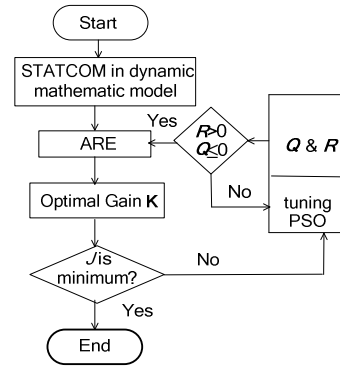 Start
STATCOM in dynamic
mathematic model
Yes
R>0
Q≤0
Q & R
ARE
No
tuning
PSO
Optimal Gain K
J is
minimum?
No
Yes
End